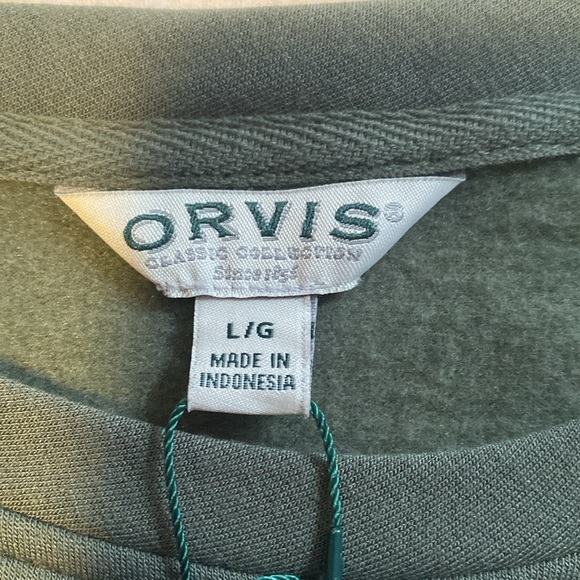 ORVIS®
CLASSIC COLLECTION
Since 1856
L/G
MADE IN
INDONESIA